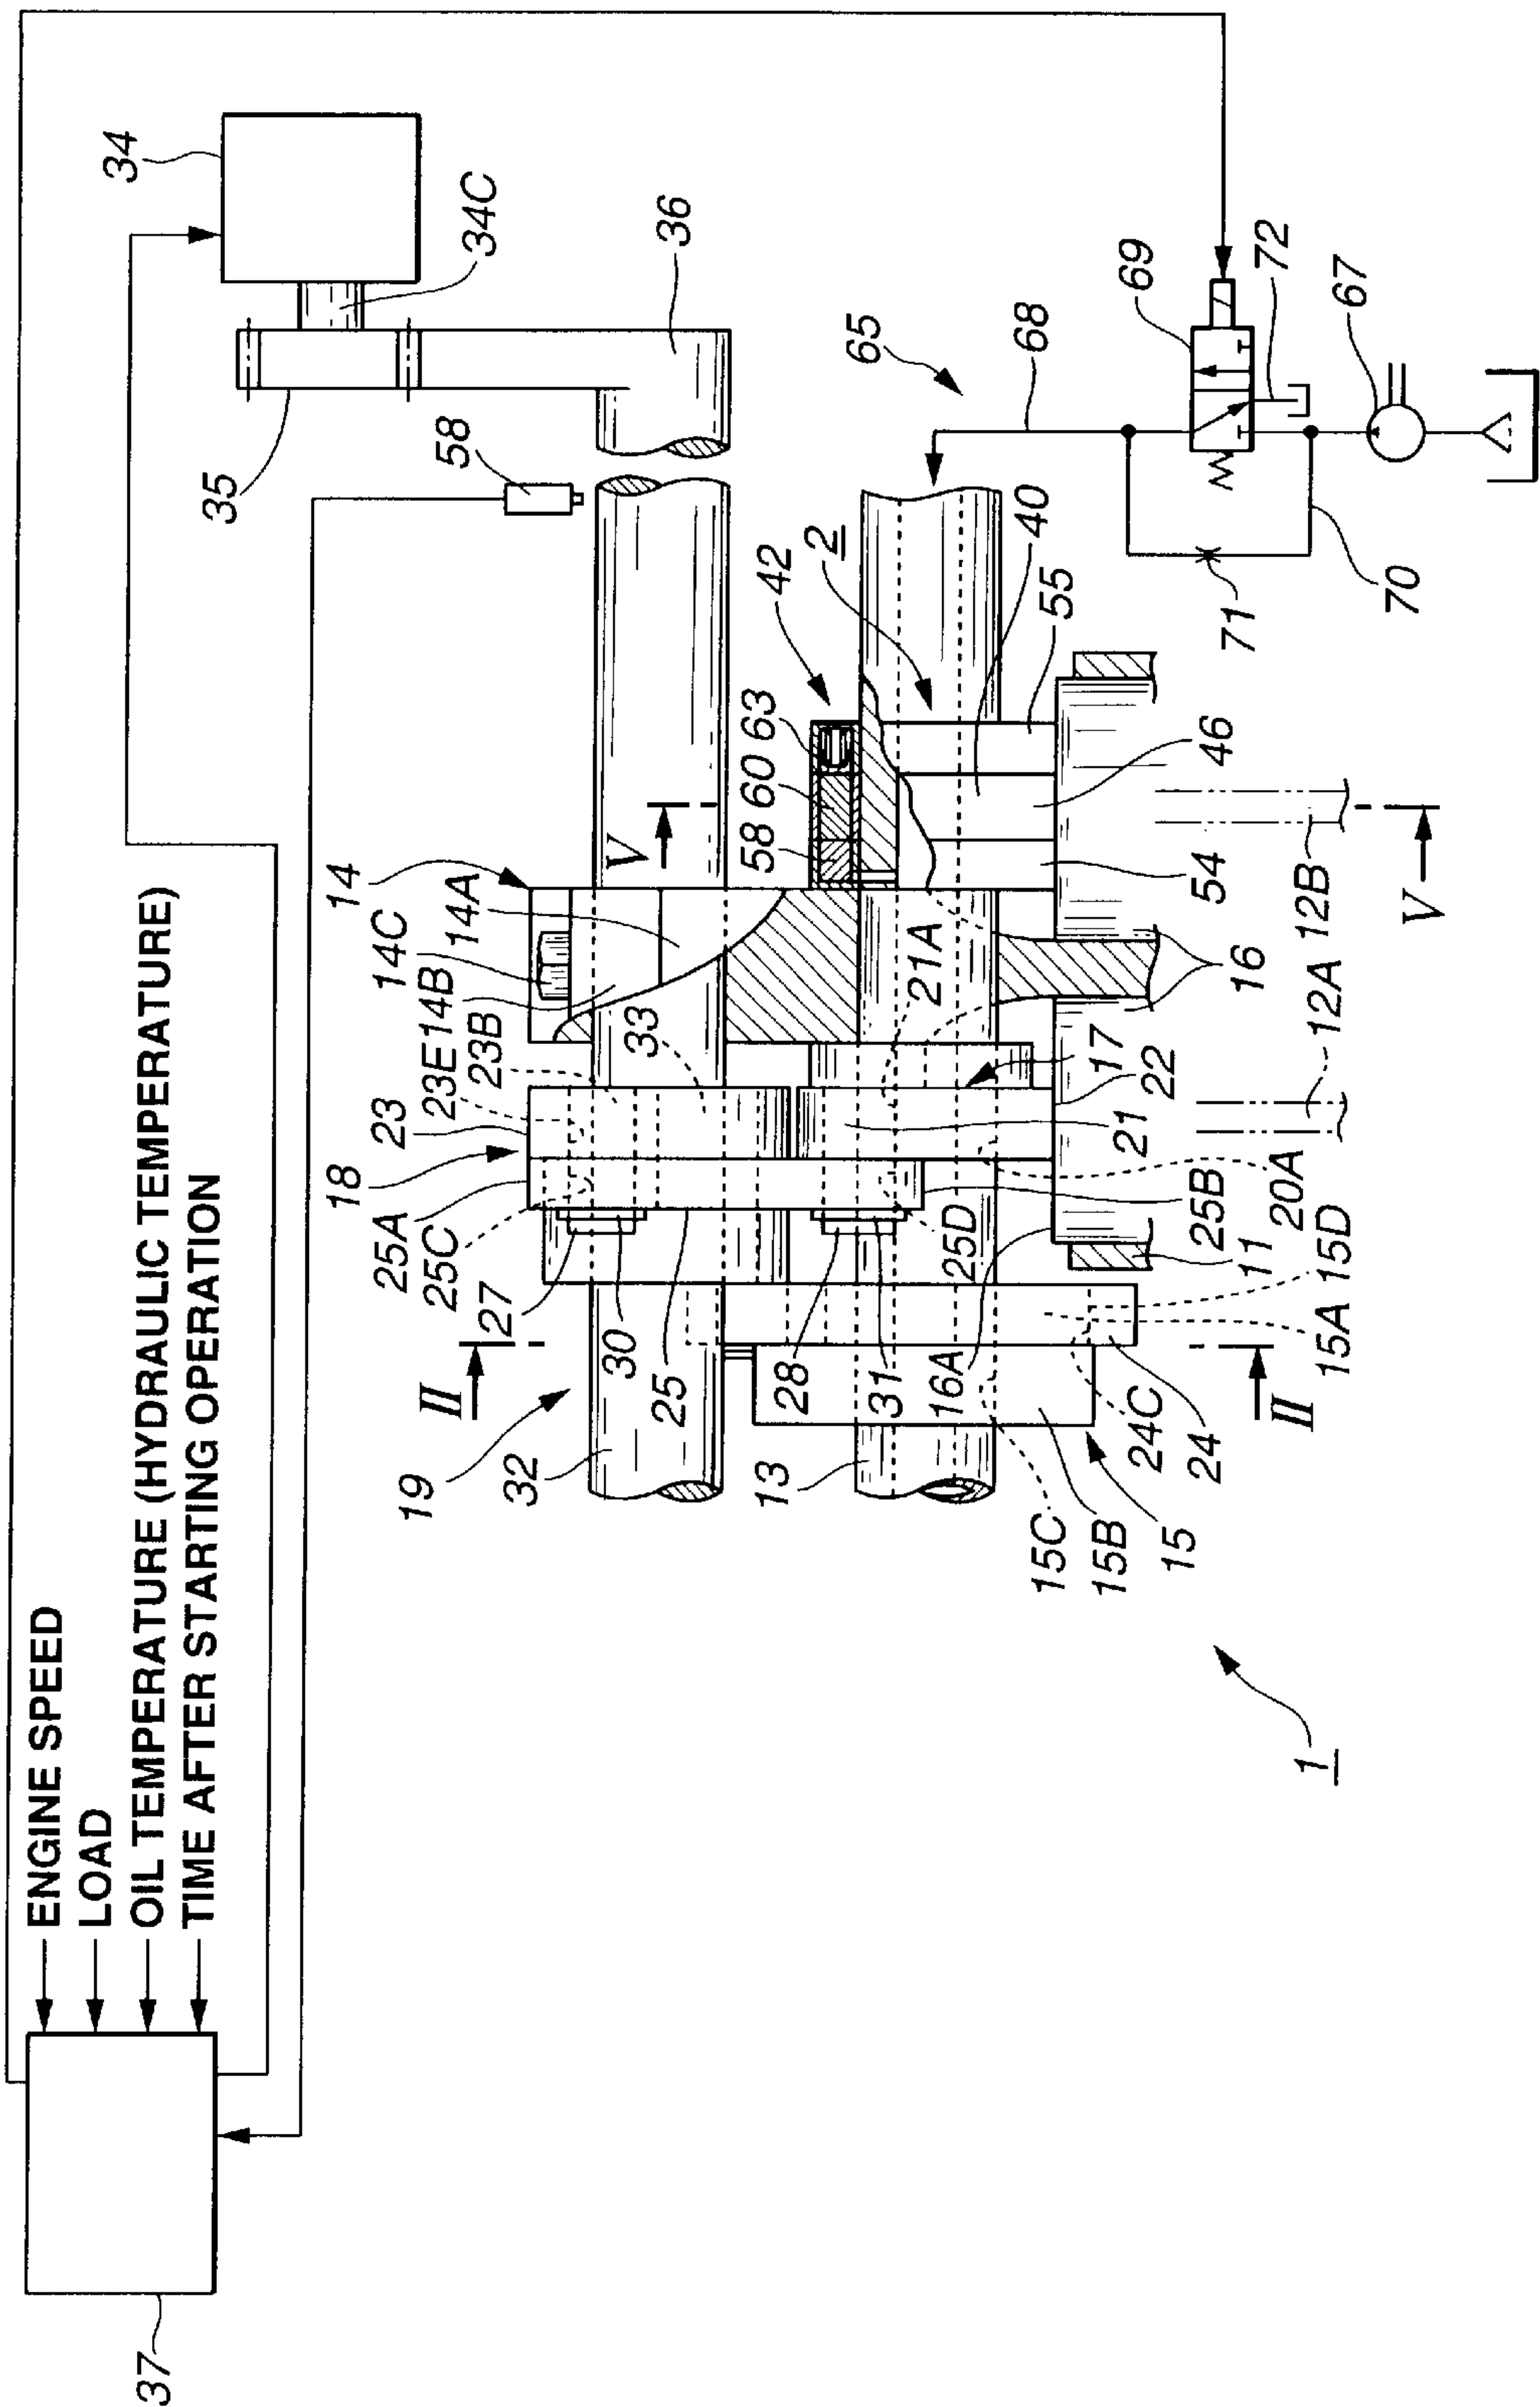 ENGINE SPEED
LOAD
OIL TEMPERATURE (HYDRAULIC TEMPERATURE)
TIME AFTER STARTING OPERATION
37
34
34C
35
36
58
14
14C
14A
14B
23E
23B
23
18
25A
25C
27
30
II
19
32
25
33
V
42
63
60
58
2
40
55
46
54
12B
V
16
12A
21A
17
22
21
20A
25B
25D
11
15D
15A
24C
24
II
28
31
16A
13
15C
15B
15
1
65
68
69
72
67
70
71